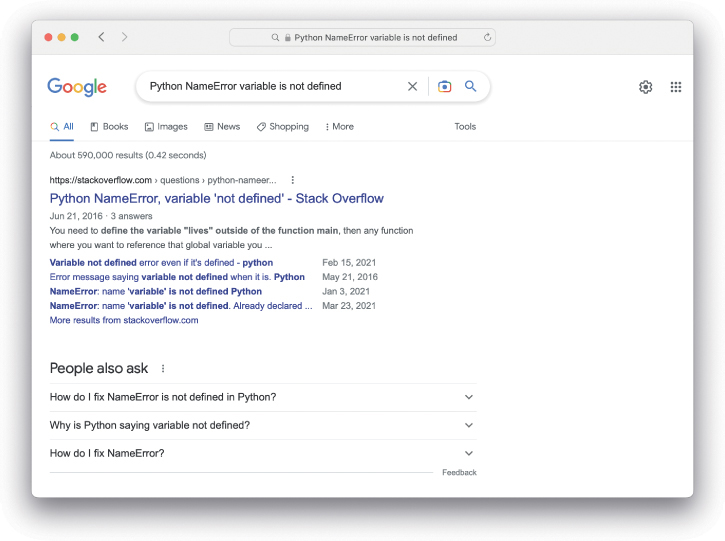 Python NameError variable is not defined
Google
Python NameError variable is not defined
All Books Images News Shopping More Tools
About 590,000 results (0.42 seconds)
https://stackoverflow.com › questions › python-nameer...
Python NameError, variable 'not defined' - Stack Overflow
Jun 21, 2016 · 3 answers
You need to define the variable "lives" outside of the function main, then any function
where you want to reference that global variable you ...
Variable not defined error even if it's defined - python Feb 15, 2021
Error message saying variable not defined when it is. Python May 21, 2016
NameError: name 'variable' is not defined Python Jan 3, 2021
NameError: name 'variable' is not defined. Already declared ... Mar 23, 2021
More results from stackoverflow.com
People also ask
How do I fix NameError is not defined in Python?
Why is Python saying variable not defined?
How do I fix NameError?
Feedback